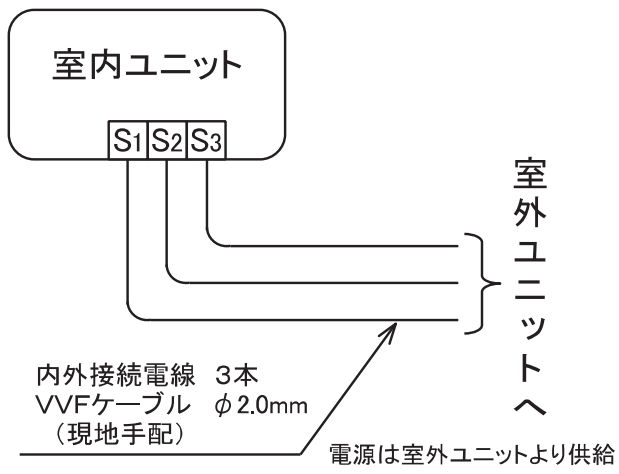 室内ユニット
S1 S2 S3
室外ユニットへ
内外接続電線 3本
VVFケーブル φ2.0mm
(現地手配)
電源は室外ユニットより供給